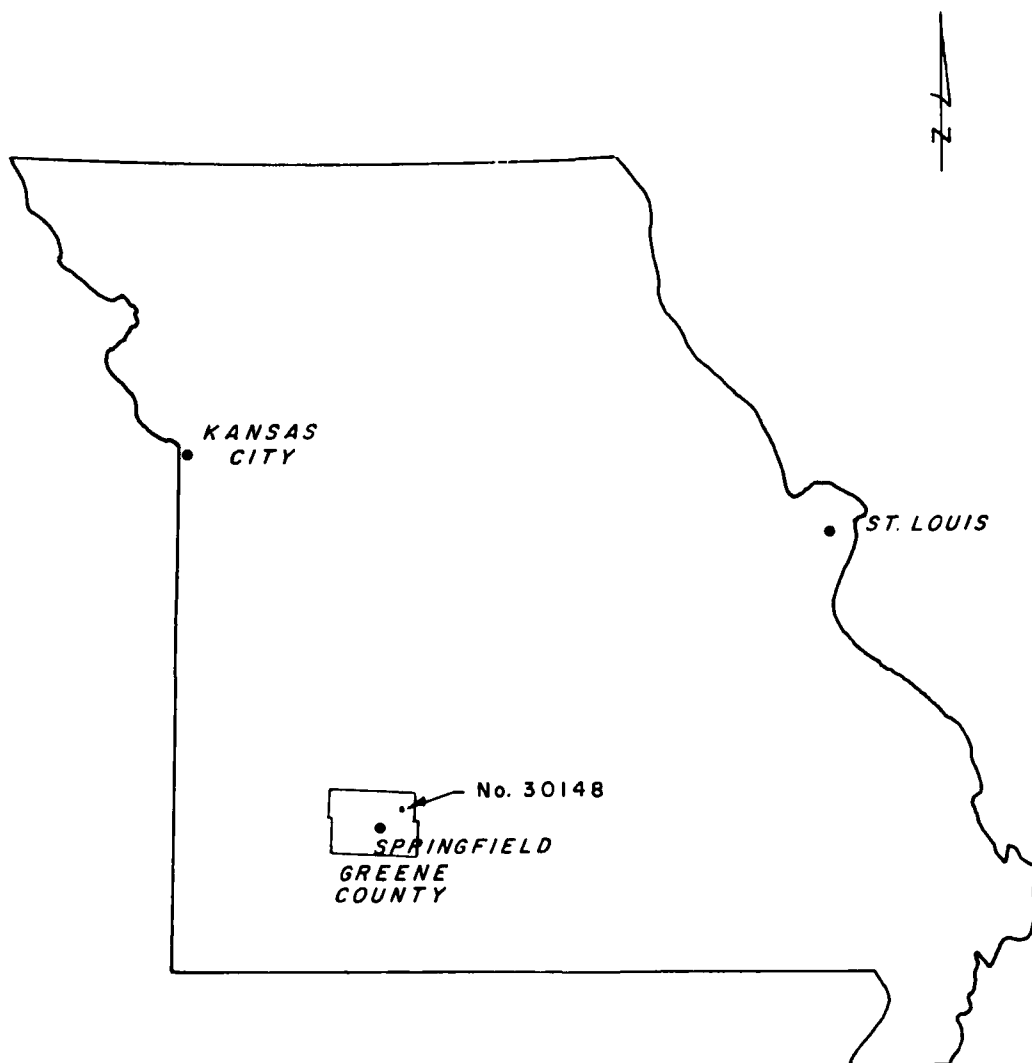 N
KANSAS
CITY
ST. LOUIS
No. 30148
SPRINGFIELD
GREENE
COUNTY